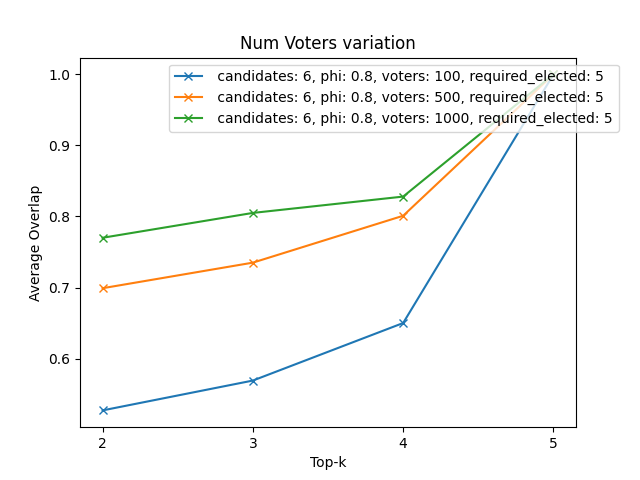 Num Voters variation
candidates: 6, phi: 0.8, voters: 100, required_elected: 5
candidates: 6, phi: 0.8, voters: 500, required_elected: 5
candidates: 6, phi: 0.8, voters: 1000, required_elected: 5
1.0
0.9
0.8
0.7
0.6
Average Overlap
2 3 4 5
Top-k